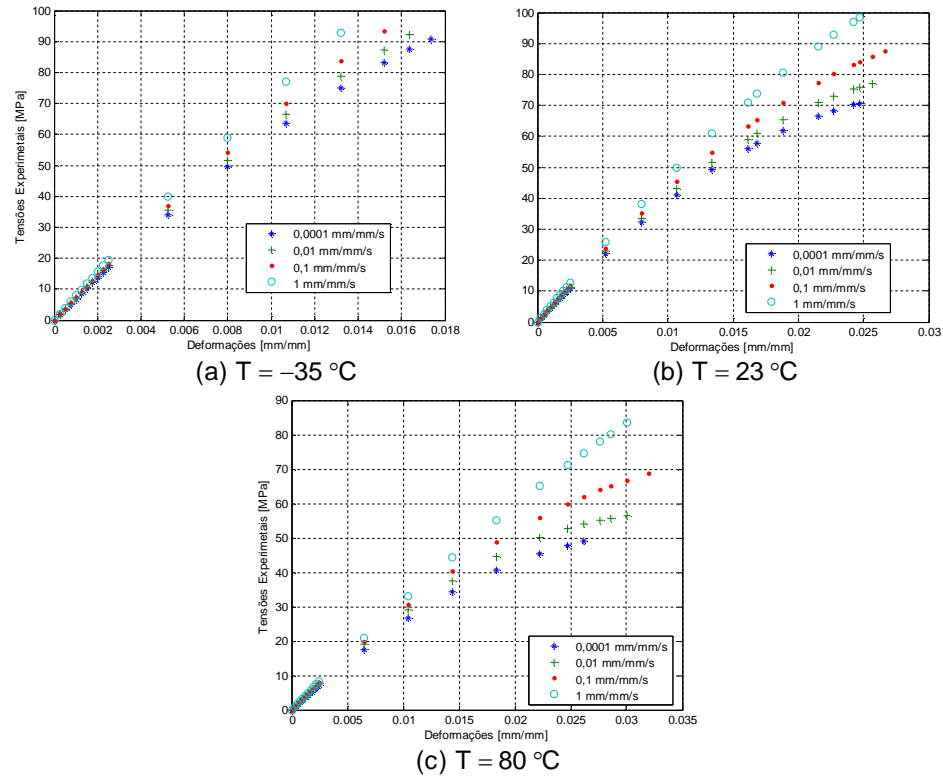 100
90
80
70
60
50
40
30
20
10
0
Tensões Experimetais [MPa]
0 0.002 0.004 0.006 0.008 0.01 0.012 0.014 0.016 0.018
Deformações [mm/mm]
0,0001 mm/mm/s
0,01 mm/mm/s
0,1 mm/mm/s
1 mm/mm/s
(a) T = −35 °C
100
90
80
70
60
50
40
30
20
10
0
Tensões Experimetais [MPa]
0 0.005 0.01 0.015 0.02 0.025 0.03
Deformações [mm/mm]
0,0001 mm/mm/s
0,01 mm/mm/s
0,1 mm/mm/s
1 mm/mm/s
(b) T = 23 °C
90
80
70
60
50
40
30
20
10
0
Tensões Experimetais [MPa]
0 0.005 0.01 0.015 0.02 0.025 0.03 0.035
Deformações [mm/mm]
0,0001 mm/mm/s
0,01 mm/mm/s
0,1 mm/mm/s
1 mm/mm/s
(c) T = 80 °C